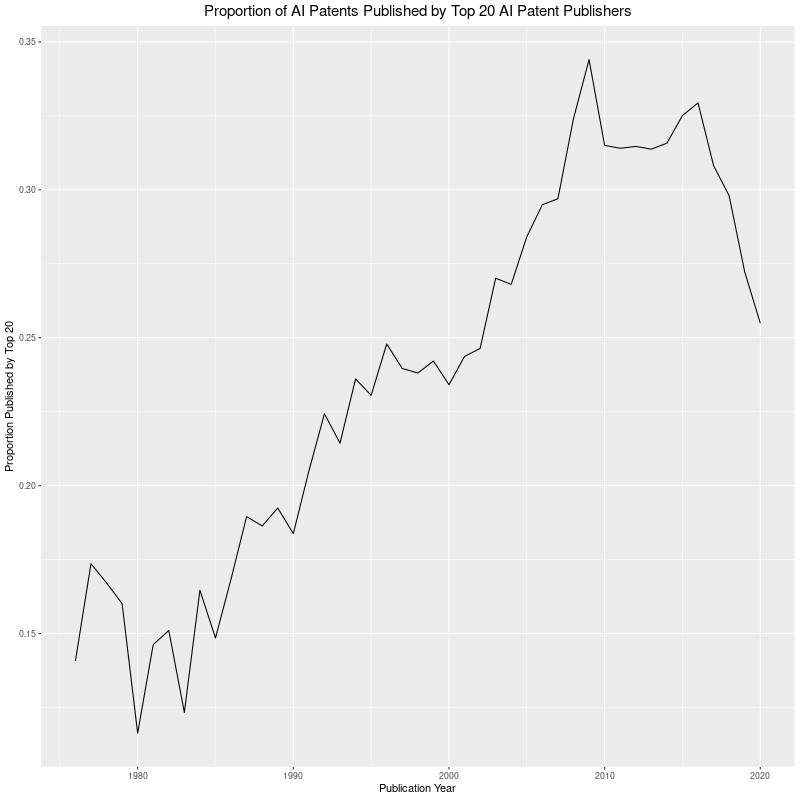 Proportion of AI Patents Published by Top 20 AI Patent Publishers
Proportion Published by Top 20
0.35
0.30
0.25
0.20
0.15
1980 1990 2000 2010 2020
Publication Year